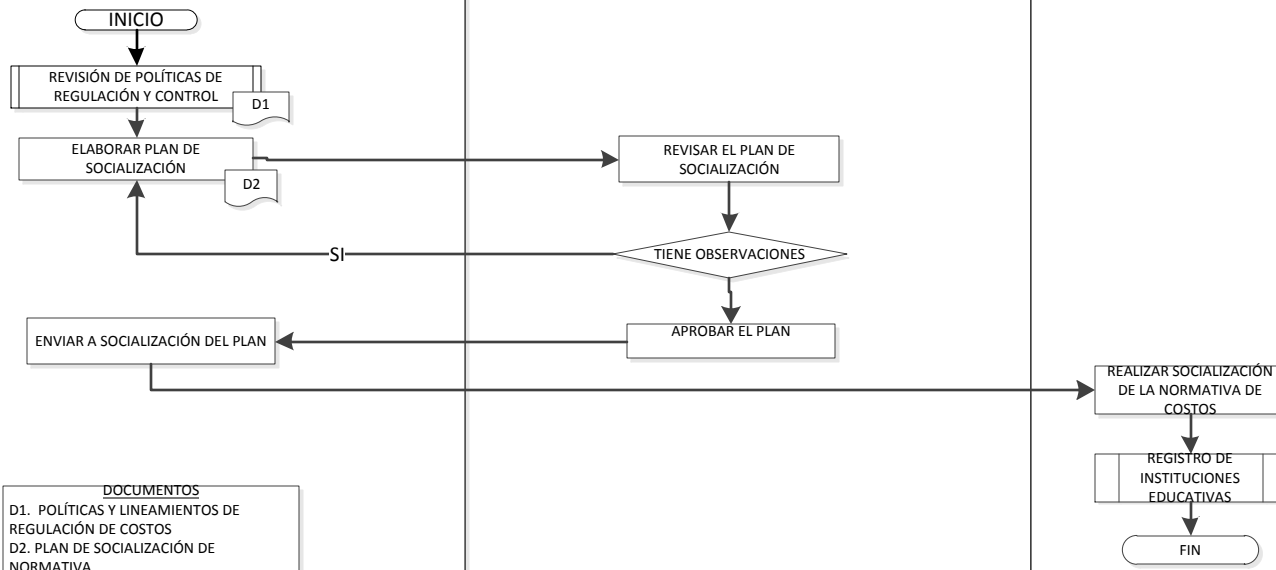 INICIO
REVISIÓN DE POLÍTICAS DE
REGULACIÓN Y CONTROL
D1
ELABORAR PLAN DE
SOCIALIZACIÓN
D2
REVISAR EL PLAN DE
SOCIALIZACIÓN
TIENE OBSERVACIONES
SI
APROBAR EL PLAN
ENVIAR A SOCIALIZACIÓN DEL PLAN
REALIZAR SOCIALIZACIÓN
DE LA NORMATIVA DE
COSTOS
REGISTRO DE
INSTITUCIONES
EDUCATIVAS
FIN
DOCUMENTOS
D1. POLÍTICAS Y LINEAMIENTOS DE
REGULACIÓN DE COSTOS
D2. PLAN DE SOCIALIZACIÓN DE
NORMATIVA